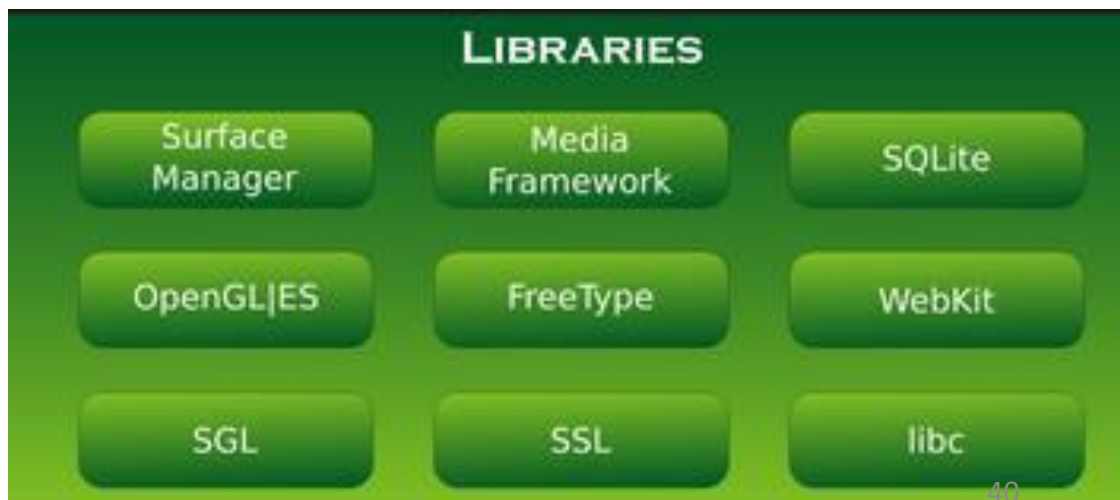 LIBRARIES
Surface
Manager
Media
Framework
SQLite
OpenGL|ES
FreeType
WebKit
SGL
SSL
libc
40